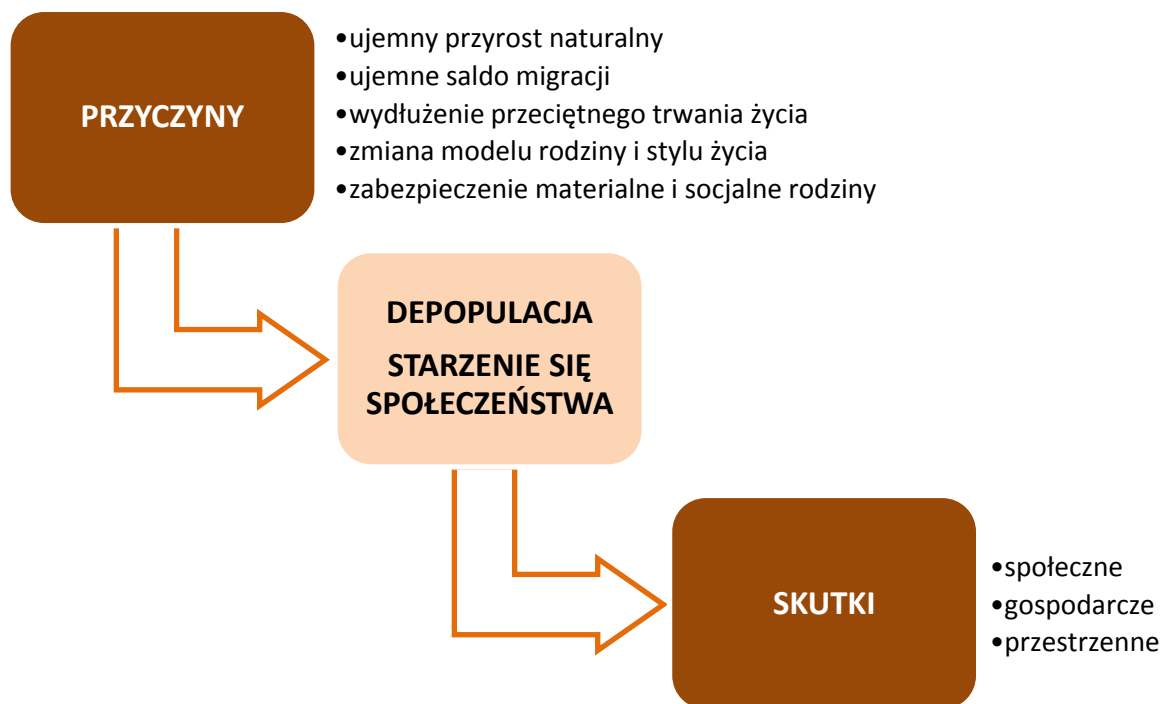 PRZYCZYNY
•ujemny przyrost naturalny
•ujemne saldo migracji
•wydłużenie przeciętnego trwania życia
•zmiana modelu rodziny i stylu życia
•zabezpieczenie materialne i socjalne rodziny
DEPOPULACJA
STARZENIE SIĘ
SPOŁECZEŃSTWA
SKUTKI
•społeczne
•gospodarcze
•przestrzenne